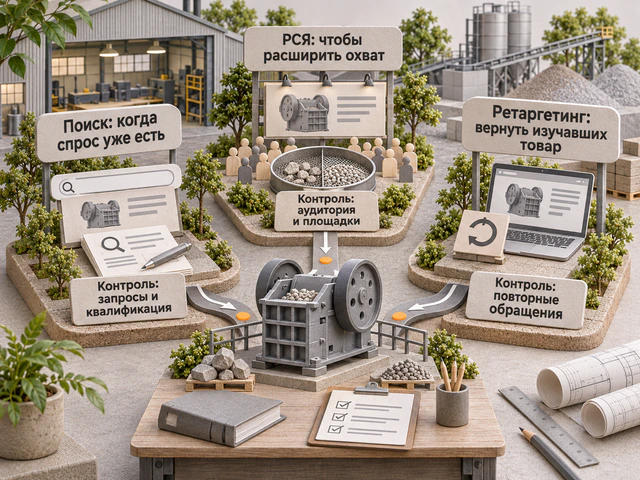 РСЯ: чтобы
расширить охват
Поиск: когда
спрос уже есть
Ретаргетинг:
вернуть изучавших
товар
Контроль:
аудитория
и площадки
Контроль:
запросы и
квалификация
Контроль:
повторные
обращения